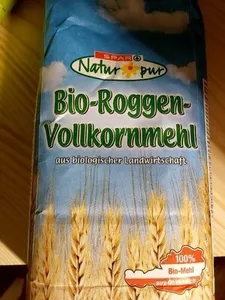 SPAR
Natur pur
Bio-Roggen-
Vollkornmehl
aus biologischer Landwirtschaft
100%
Bio-Mehl